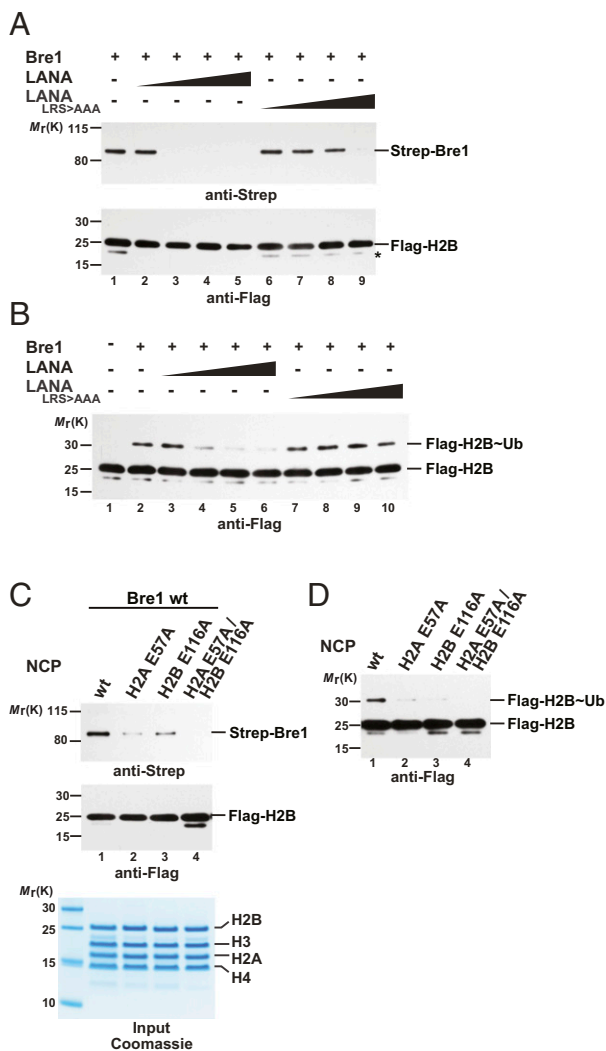 A
Bre1 + + + + + + + + +
LANA - - - - -
LANA LRS>AAA - - - - -
Mr(K)
115
80
Strep-Bre1
anti-Strep
30
25
15
Flag-H2B
*
1 2 3 4 5 6 7 8 9
anti-Flag
B
Bre1 - + + + + + + + + +
LANA - - - - - -
LANA LRS>AAA - - - - - -
Mr(K)
30
25
15
Flag-H2B~Ub
Flag-H2B
1 2 3 4 5 6 7 8 9 10
anti-Flag
C
Bre1 wt
NCP wt H2A E57A H2B E116A H2A E57A / H2B E116A
Mr(K)
115
80
Strep-Bre1
anti-Strep
30
25
15
Flag-H2B
1 2 3 4
anti-Flag
Mr(K)
30
25
15
10
H2B
H3
H2A
H4
Input
Coomassie
D
NCP wt H2A E57A H2B E116A H2A E57A / H2B E116A
Mr(K)
30
25
15
Flag-H2B~Ub
Flag-H2B
1 2 3 4
anti-Flag